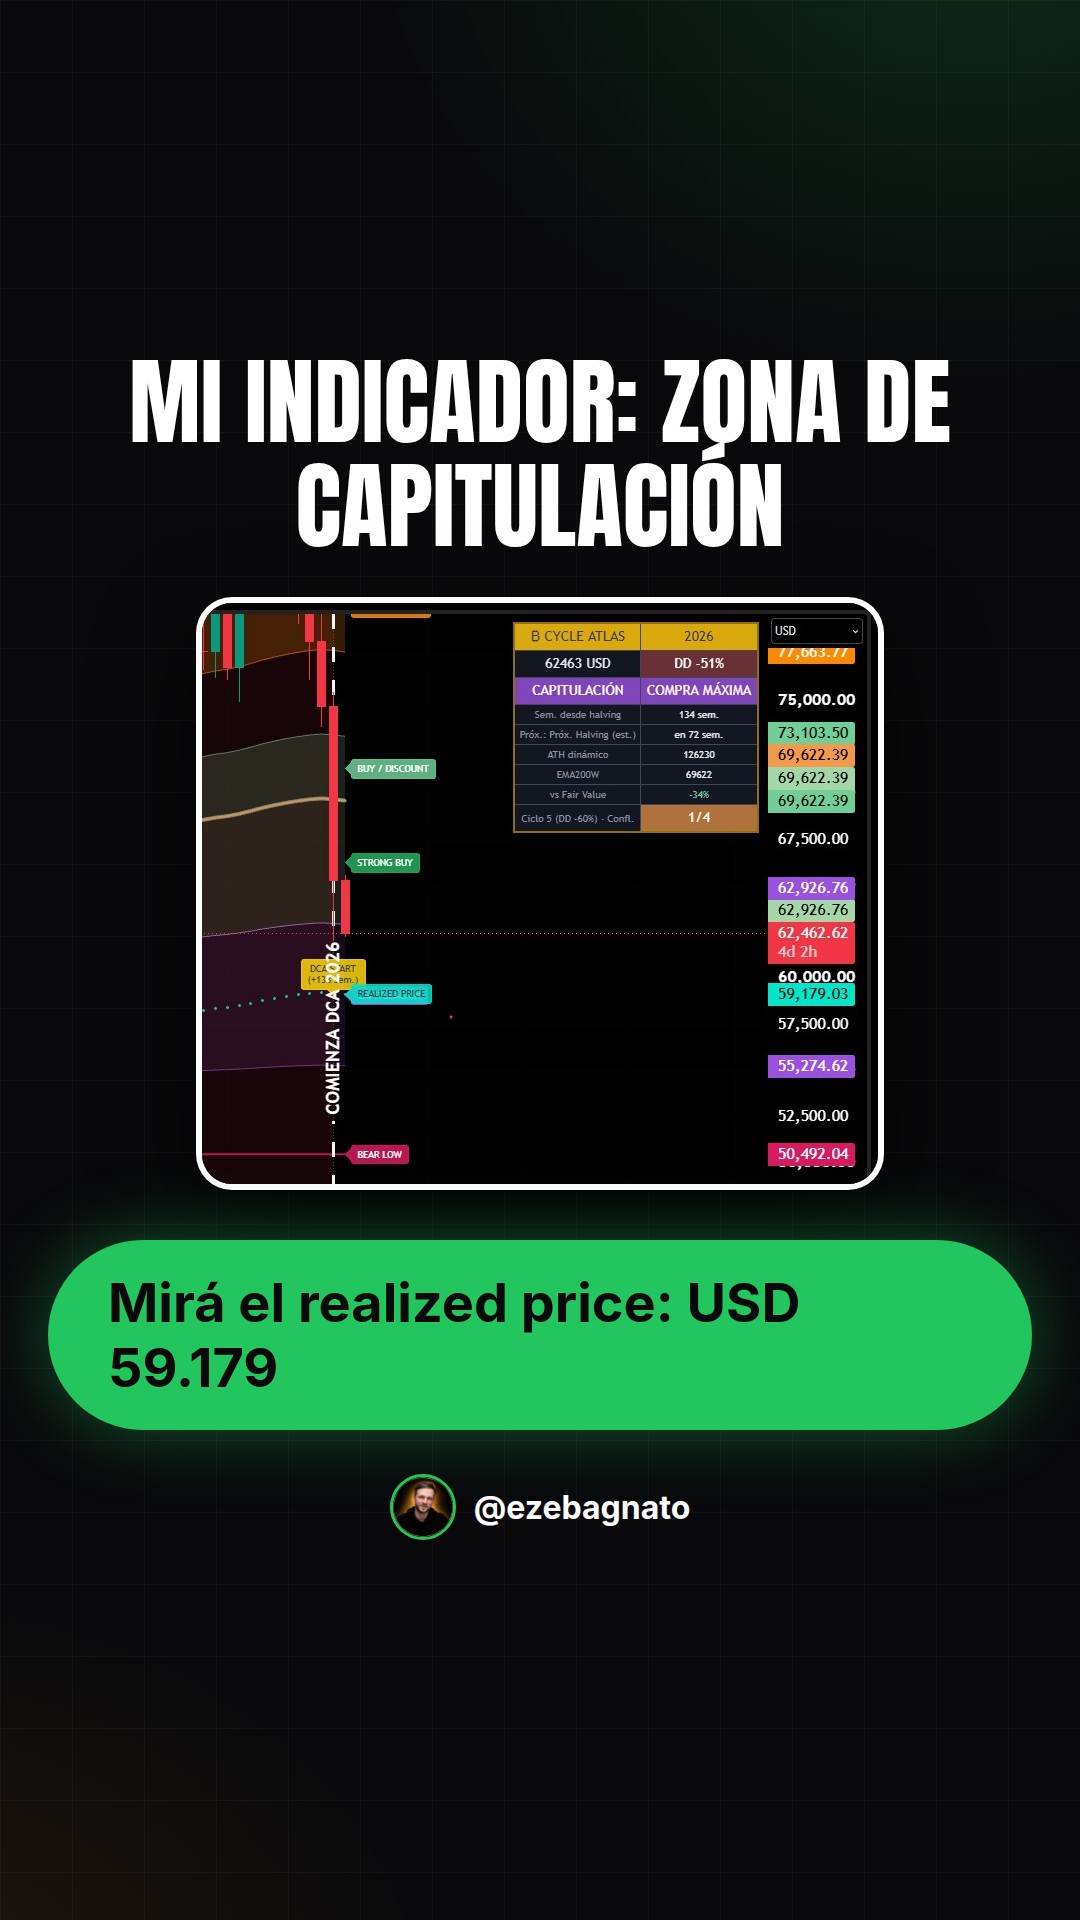 MI INDICADOR: ZONA DE
CAPITULACIÓN
₿ CYCLE ATLAS 2026
62463 USD DD -51%
CAPITULACIÓN COMPRA MÁXIMA
Sem. desde halving 134 sem.
Próx.: Próx. Halving (est.) en 72 sem.
ATH dinámico 126230
EMA200W 69622
vs Fair Value -34%
Ciclo 5 (DD -60%) - Confl. 1/4
USD
77,663.77
75,000.00
73,103.50
69,622.39
69,622.39
69,622.39
67,500.00
62,926.76
62,926.76
62,462.62
4d 2h
60,000.00
59,179.03
57,500.00
55,274.62
52,500.00
50,492.04
BUY / DISCOUNT
STRONG BUY
REALIZED PRICE
BEAR LOW
COMIENZA DCA 2026
Mirá el realized price: USD
59.179
@ezebagnato